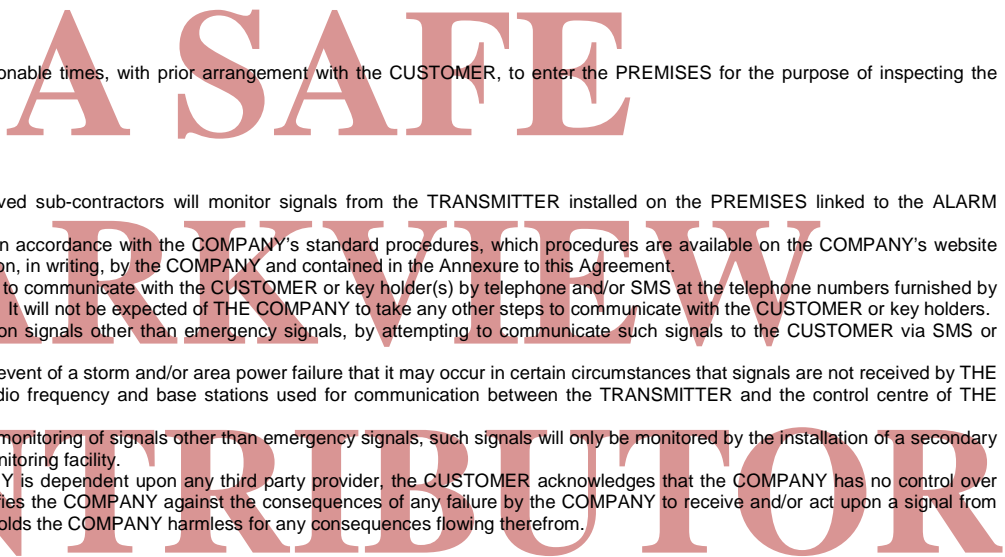 A SAFE
onable times, with prior arrangement with the CUSTOMER, to enter the PREMISES for the purpose of inspecting the
ved sub-contractors will monitor signals from the TRANSMITTER installed on the PREMISES linked to the ALARM
ARKVIEW
n accordance with the COMPANY's standard procedures, which procedures are available on the COMPANY's website
on, in writing, by the COMPANY and contained in the Annexure to this Agreement.
to communicate with the CUSTOMER or key holder(s) by telephone and/or SMS at the telephone numbers furnished by
It will not be expected of THE COMPANY to take any other steps to communicate with the CUSTOMER or key holders.
on signals other than emergency signals, by attempting to communicate such signals to the CUSTOMER via SMS or
event of a storm and/or area power failure that it may occur in certain circumstances that signals are not received by THE
dio frequency and base stations used for communication between the TRANSMITTER and the control centre of THE
NTRIBUTOR
monitoring of signals other than emergency signals, such signals will only be monitored by the installation of a secondary
nitoring facility.
Y is dependent upon any third party provider, the CUSTOMER acknowledges that the COMPANY has no control over
fies the COMPANY against the consequences of any failure by the COMPANY to receive and/or act upon a signal from
olds the COMPANY harmless for any consequences flowing therefrom.